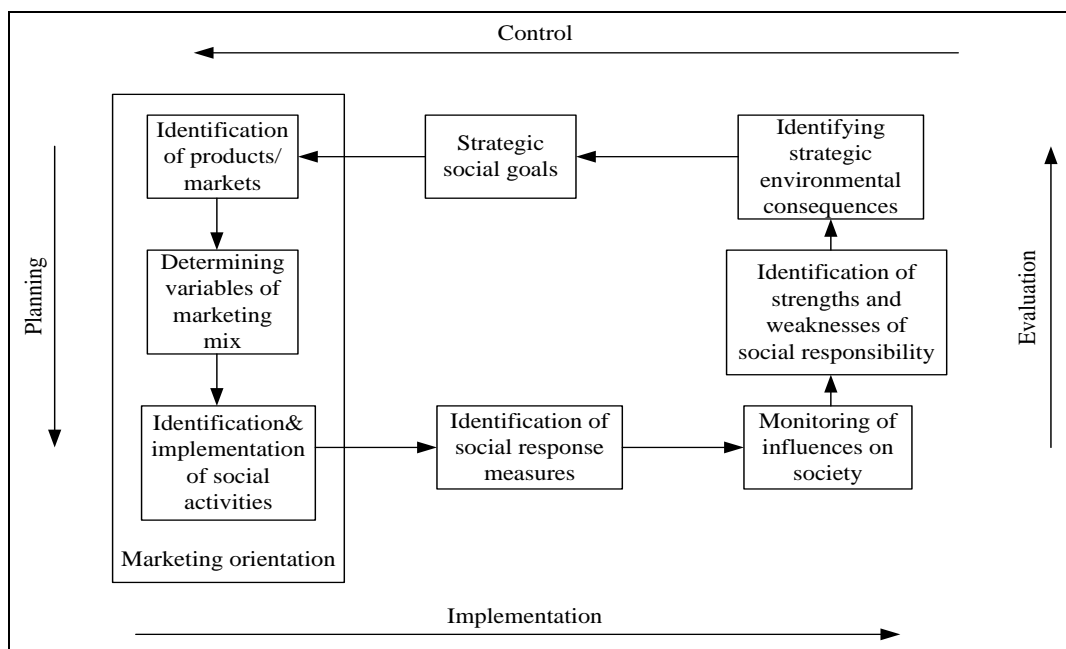 Control
Identification
of products/
markets
Strategic
social goals
Identifying
strategic
environmental
consequences
Planning
Determining
variables of
marketing
mix
Identification of
strengths and
weaknesses of
social responsibility
Evaluation
Identification&
implementation
of social
activities
Identification of
social response
measures
Monitoring of
influences on
society
Marketing orientation
Implementation